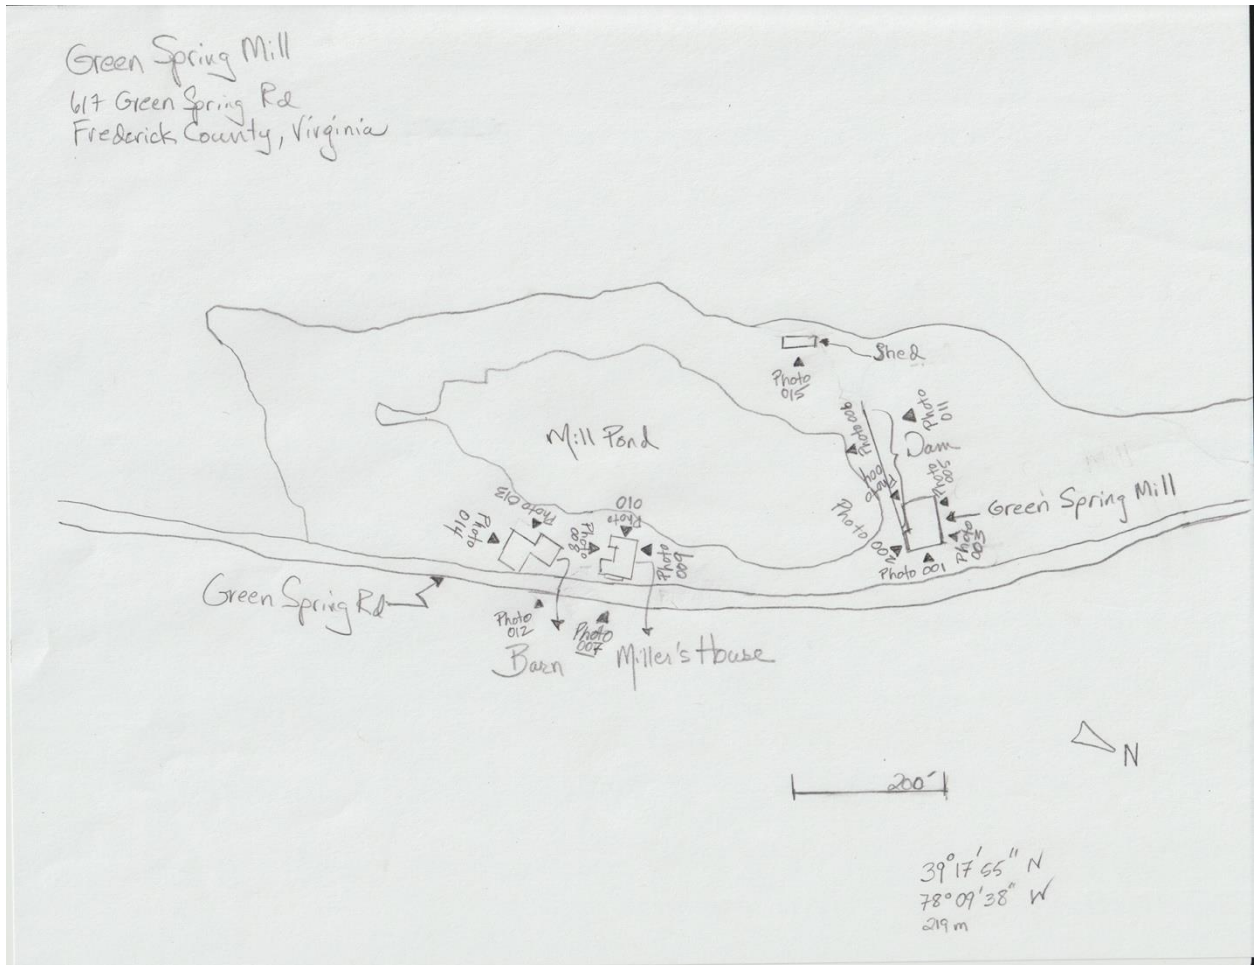 Green Spring Mill
617 Green Spring Rd
Frederick County, Virginia
Shed
Photo
015
Photo 006
Photo
011
Dam
Mill Pond
Photo
004
Photo
005
Green Spring Mill
Photo
002
Photo 001
Photo
003
Photo 013
010
Photo
Photo
014
Photo
008
Photo
009
Green Spring Rd
Photo
012
Photo
007
Barn
Miller's House
N
200'
39°17'55" N
78°09'38" W
219 m